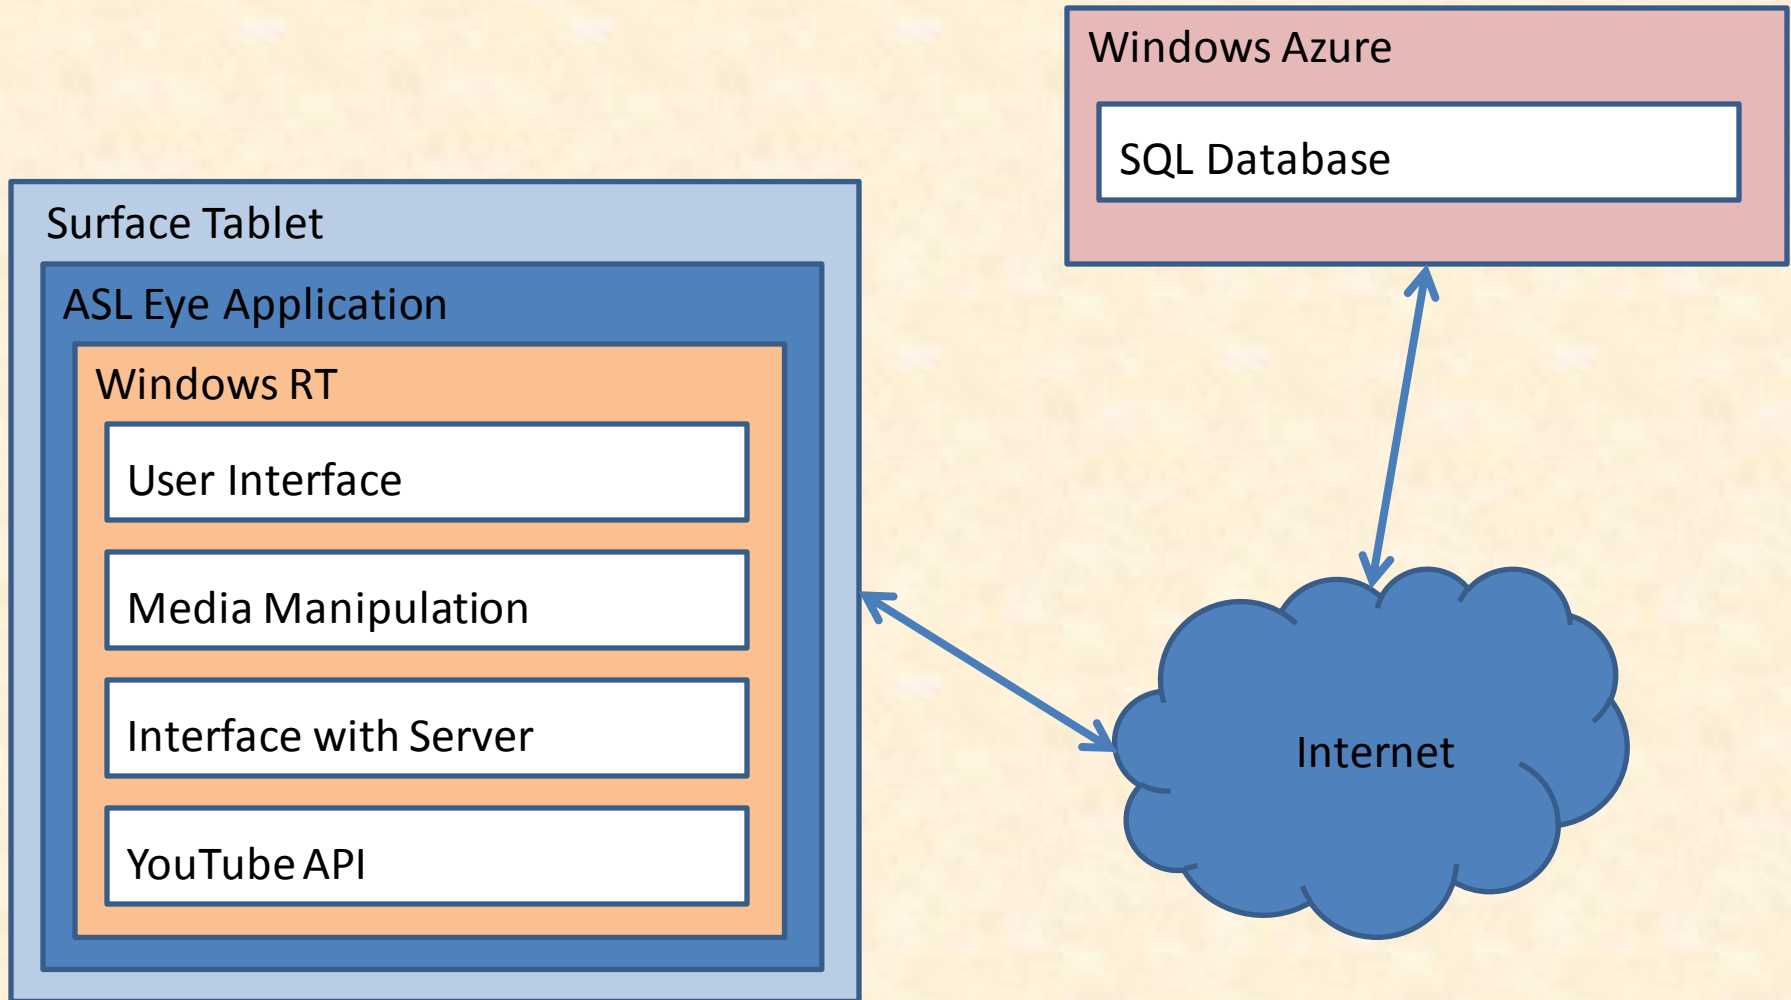 Windows Azure
SQL Database
Surface Tablet
ASL Eye Application
Windows RT
User Interface
Media Manipulation
Interface with Server
YouTube API
Internet